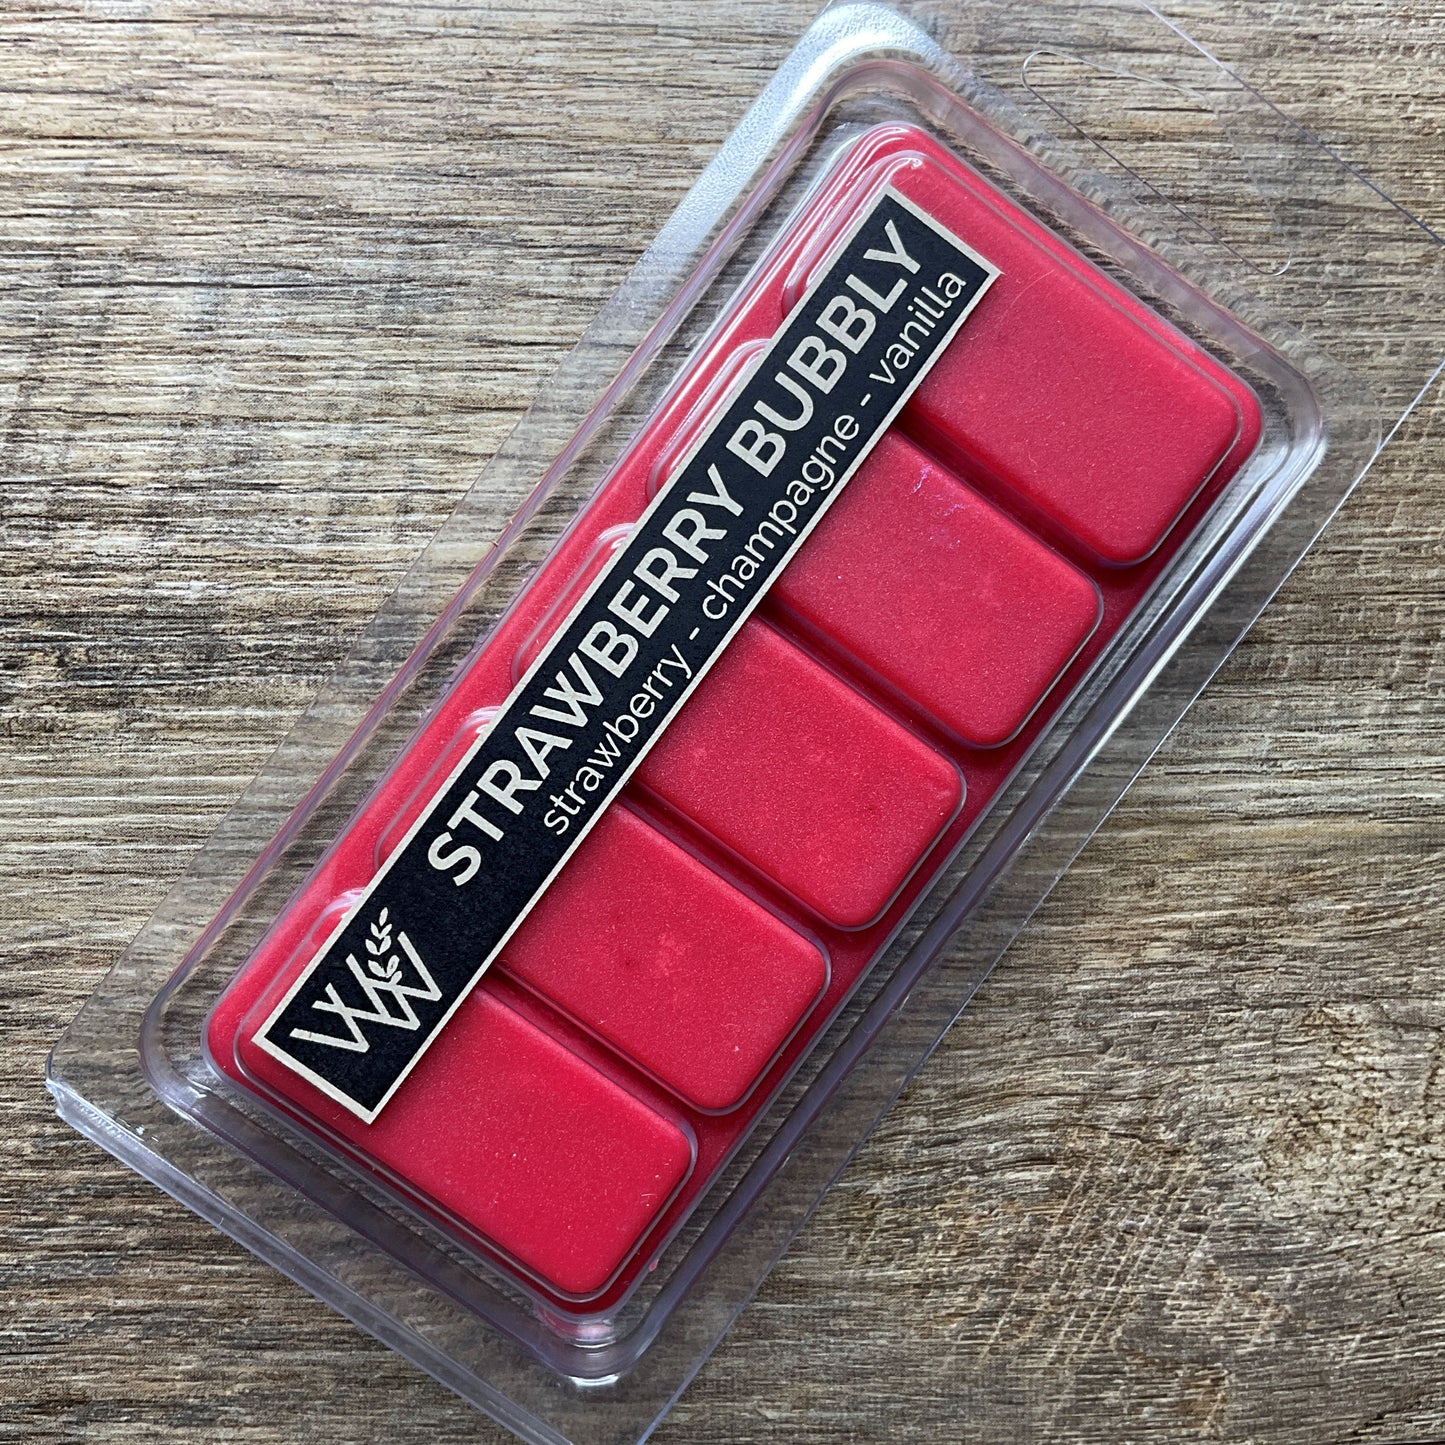 STRAWBERRY BUBBLY
strawberry - champagne - vanilla
W